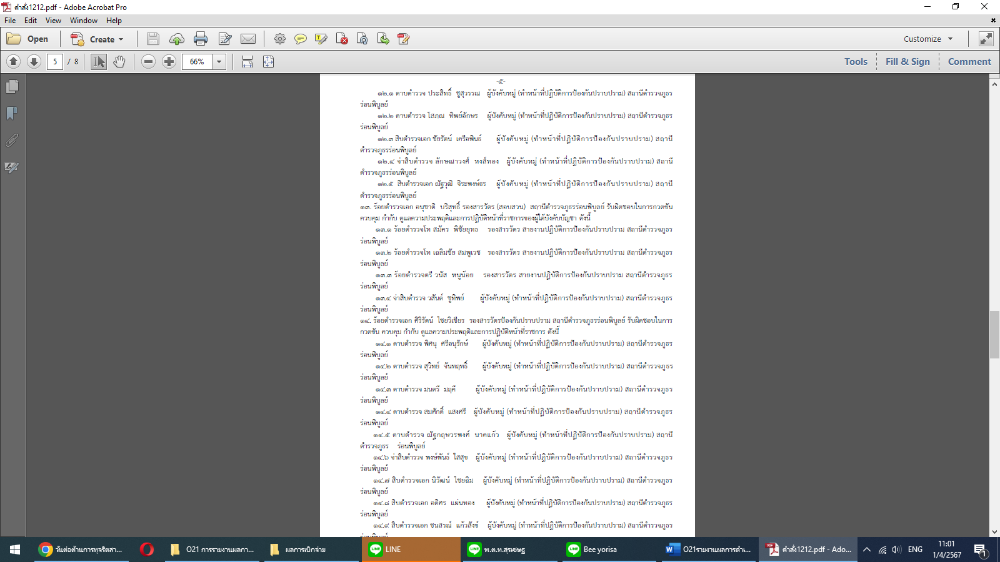 คำสั่ง1212.pdf - Adobe Acrobat Pro
File Edit View Window Help
Open Create Customize
5 / 8 66% Tools Fill & Sign Comment
-๕-
๑๒.๑ ดาบตำรวจ ประสิทธิ์ ชูสุวรรณ ผู้บังคับหมู่ (ทำหน้าที่ปฏิบัติการป้องกันปราบปราม) สถานีตำรวจภูธร
ร่อนพิบูลย์
๑๒.๒ ดาบตำรวจ โสภณ ทิพย์อักษร ผู้บังคับหมู่ (ทำหน้าที่ปฏิบัติการป้องกันปราบปราม) สถานีตำรวจภูธร
ร่อนพิบูลย์
๑๒.๓ สิบตำรวจเอก ชัยรัตน์ เครือพินธ์ ผู้บังคับหมู่ (ทำหน้าที่ปฏิบัติการป้องกันปราบปราม) สถานี
ตำรวจภูธรร่อนพิบูลย์
๑๒.๔ จ่าสิบตำรวจ ลักษณาวงศ์ หงส์ทอง ผู้บังคับหมู่ (ทำหน้าที่ปฏิบัติการป้องกันปราบปราม) สถานี
ตำรวจภูธรร่อนพิบูลย์
๑๒.๕ สิบตำรวจเอก ณัฐวุฒิ จิระพงษ์ธร ผู้บังคับหมู่ (ทำหน้าที่ปฏิบัติการป้องกันปราบปราม) สถานี
ตำรวจภูธรร่อนพิบูลย์
๑๓. ร้อยตำรวจเอก อนุชาติ บริสุทธิ์ รองสารวัตร (สอบสวน) สถานีตำรวจภูธรร่อนพิบูลย์ รับผิดชอบในการกวดขัน
ควบคุม กำกับ ดูแลความประพฤติและการปฏิบัติหน้าที่ราชการของผู้ใต้บังคับบัญชา ดังนี้
๑๓.๑ ร้อยตำรวจโท สมัคร พิชัยยุทธ รองสารวัตร สายงานปฏิบัติการป้องกันปราบปราม สถานีตำรวจภูธร
ร่อนพิบูลย์
๑๓.๒ ร้อยตำรวจโท เฉลิมชัย สมพูเวช รองสารวัตร สายงานปฏิบัติการป้องกันปราบปราม สถานีตำรวจภูธร
ร่อนพิบูลย์
๑๓.๓ ร้อยตำรวจตรี วนัส หนูน้อย รองสารวัตร สายงานปฏิบัติการป้องกันปราบปราม สถานีตำรวจภูธร
ร่อนพิบูลย์
๑๓.๔ จ่าสิบตำรวจ วสันต์ ชูทิพย์ ผู้บังคับหมู่ (ทำหน้าที่ปฏิบัติการป้องกันปราบปราม) สถานีตำรวจภูธร
ร่อนพิบูลย์
๑๔. ร้อยตำรวจเอก ศิริรัตน์ ไชยวิเชียร รองสารวัตรป้องกันปราบปราม สถานีตำรวจภูธรร่อนพิบูลย์ รับผิดชอบในการ
กวดขัน ควบคุม กำกับ ดูแลความประพฤติและการปฏิบัติหน้าที่ราชการ ดังนี้
๑๔.๑ ดาบตำรวจ พิศนุ ศรีอนุรักษ์ ผู้บังคับหมู่ (ทำหน้าที่ปฏิบัติการป้องกันปราบปราม) สถานีตำรวจภูธร
ร่อนพิบูลย์
๑๔.๒ ดาบตำรวจ สุวิทย์ จันทฤทธิ์ ผู้บังคับหมู่ (ทำหน้าที่ปฏิบัติการป้องกันปราบปราม) สถานีตำรวจภูธร
ร่อนพิบูลย์
๑๔.๓ ดาบตำรวจ มนตรี มฤคี ผู้บังคับหมู่ (ทำหน้าที่ปฏิบัติการป้องกันปราบปราม) สถานีตำรวจภูธร
ร่อนพิบูลย์
๑๔.๔ ดาบตำรวจ สมศักดิ์ แสงศรี ผู้บังคับหมู่ (ทำหน้าที่ปฏิบัติการป้องกันปราบปราม) สถานีตำรวจภูธร
ร่อนพิบูลย์
๑๔.๕ ดาบตำรวจ ณัฐกฤษวรพงศ์ นาคแก้ว ผู้บังคับหมู่ (ทำหน้าที่ปฏิบัติการป้องกันปราบปราม) สถานี
ตำรวจภูธร ร่อนพิบูลย์
๑๔.๖ จ่าสิบตำรวจ พงษ์พันธ์ ใสสุข ผู้บังคับหมู่ (ทำหน้าที่ปฏิบัติการป้องกันปราบปราม) สถานีตำรวจภูธร
ร่อนพิบูลย์
๑๔.๗ สิบตำรวจเอก นิวัฒน์ ไชยฉิม ผู้บังคับหมู่ (ทำหน้าที่ปฏิบัติการป้องกันปราบปราม) สถานีตำรวจภูธร
ร่อนพิบูลย์
๑๔.๘ สิบตำรวจเอก อดิศร แผ่นทอง ผู้บังคับหมู่ (ทำหน้าที่ปฏิบัติการป้องกันปราบปราม) สถานีตำรวจภูธร
ร่อนพิบูลย์
๑๔.๙ สิบตำรวจเอก ชนสรณ์ แก้วสังข์ ผู้บังคับหมู่ (ทำหน้าที่ปฏิบัติการป้องกันปราบปราม) สถานีตำรวจภูธร
วันต่อต้านการทุจริตสา... O21 การรายงานผลกา... ผลการเบิกจ่าย LINE พ.ต.ท.สุรเชษฐ Bee yorisa O21รายงานผลการดำเ... คำสั่ง1212.pdf - Ado... ENG 11:01
1/4/2567 1